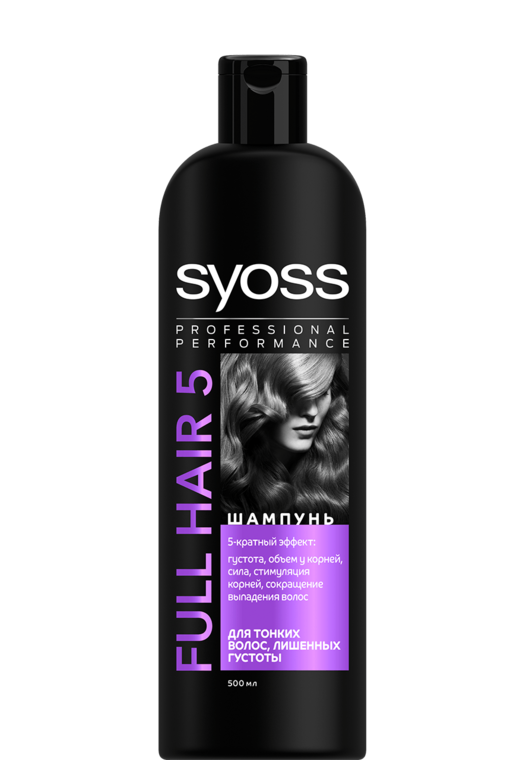 syoss
PROFESSIONAL
PERFORMANCE
FULL HAIR 5
ШАМПУНЬ
5-кратный эффект:
густота, объем у корней,
сила, стимуляция
корней, сокращение
выпадения волос
ДЛЯ ТОНКИХ
ВОЛОС, ЛИШЕННЫХ
ГУСТОТЫ
500 мл